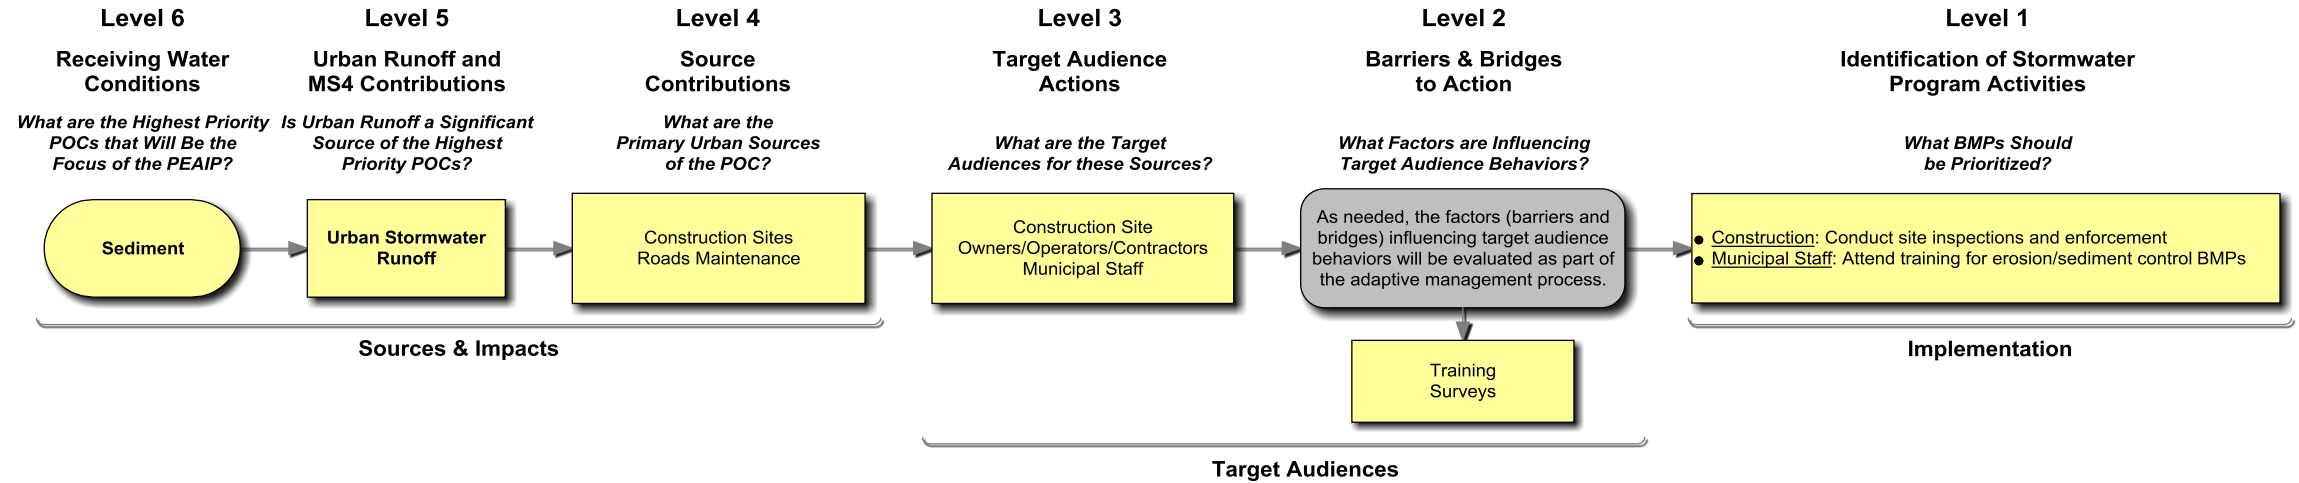 Level 6
Receiving Water
Conditions
What are the Highest Priority
POCs that Will Be the
Focus of the PEAIP?
Sediment
Level 5
Urban Runoff and
MS4 Contributions
Is Urban Runoff a Significant
Source of the Highest
Priority POCs?
Urban Stormwater
Runoff
Level 4
Source
Contributions
What are the
Primary Urban Sources
of the POC?
Construction Sites
Roads Maintenance
Sources & Impacts
Level 3
Target Audience
Actions
What are the Target
Audiences for these Sources?
Construction Site
Owners/Operators/Contractors
Municipal Staff
Level 2
Barriers & Bridges
to Action
What Factors are Influencing
Target Audience Behaviors?
As needed, the factors (barriers and
bridges) influencing target audience
behaviors will be evaluated as part of
the adaptive management process.
Training
Surveys
Target Audiences
Level 1
Identification of Stormwater
Program Activities
What BMPs Should
be Prioritized?
● Construction: Conduct site inspections and enforcement
● Municipal Staff: Attend training for erosion/sediment control BMPs
Implementation